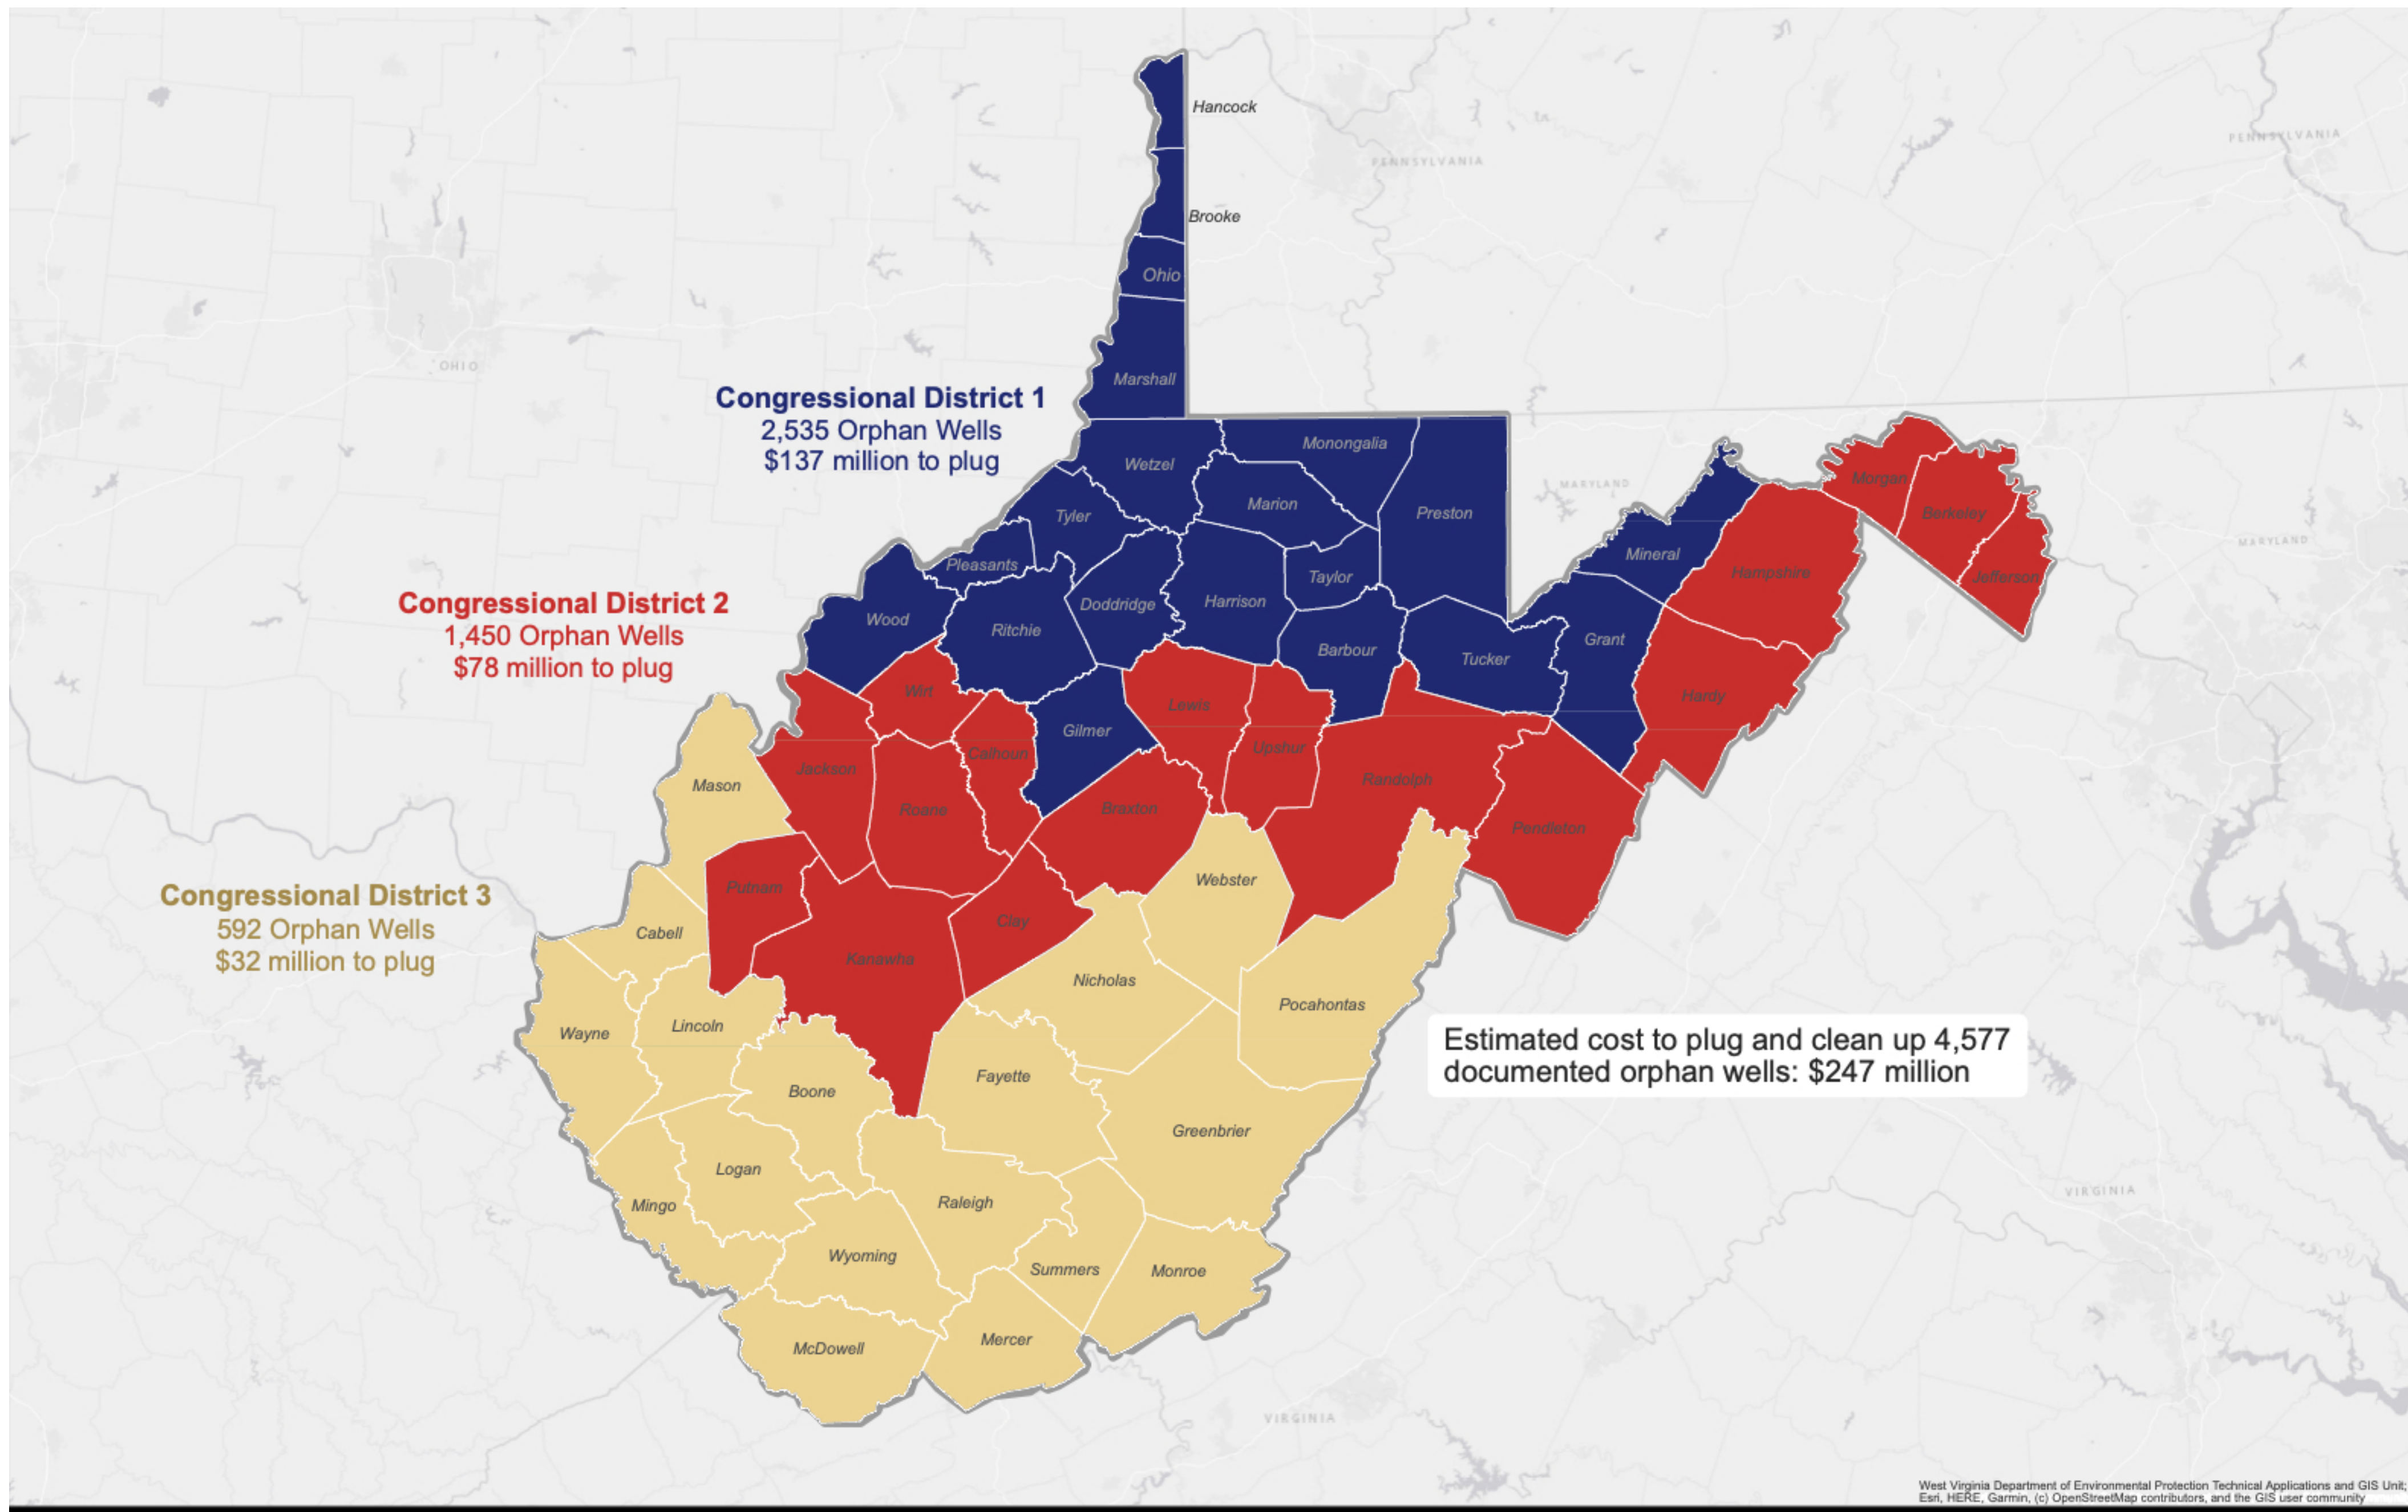 Hancock
PENNSYLVANIA
PENNSYLVANIA
Brooke
Ohio
OHIO
Marshall
Congressional District 1
2,535 Orphan Wells
$137 million to plug
Monongalia
Wetzel
Marion
Preston
Tyler
Pleasants
Doddridge
Harrison
Taylor
Wood
Ritchie
Barbour
Tucker
Grant
Mineral
MARYLAND
Hampshire
Morgan
Berkeley
Jefferson
MARYLAND
Congressional District 2
1,450 Orphan Wells
$78 million to plug
Wirt
Lewis
Hardy
Gilmer
Calhoun
Upshur
Jackson
Mason
Roane
Braxton
Randolph
Pendleton
Putnam
Webster
Congressional District 3
592 Orphan Wells
$32 million to plug
Cabell
Clay
Kanawha
Nicholas
Pocahontas
Wayne
Lincoln
Estimated cost to plug and clean up 4,577
documented orphan wells: $247 million
Fayette
Boone
Greenbrier
Logan
Mingo
Raleigh
VIRGINIA
Wyoming
Summers
Monroe
McDowell
Mercer
VIRGINIA
West Virginia Department of Environmental Protection Technical Applications and GIS Unit;
Esri, HERE, Garmin, (c) OpenStreetMap contributors, and the GIS user community